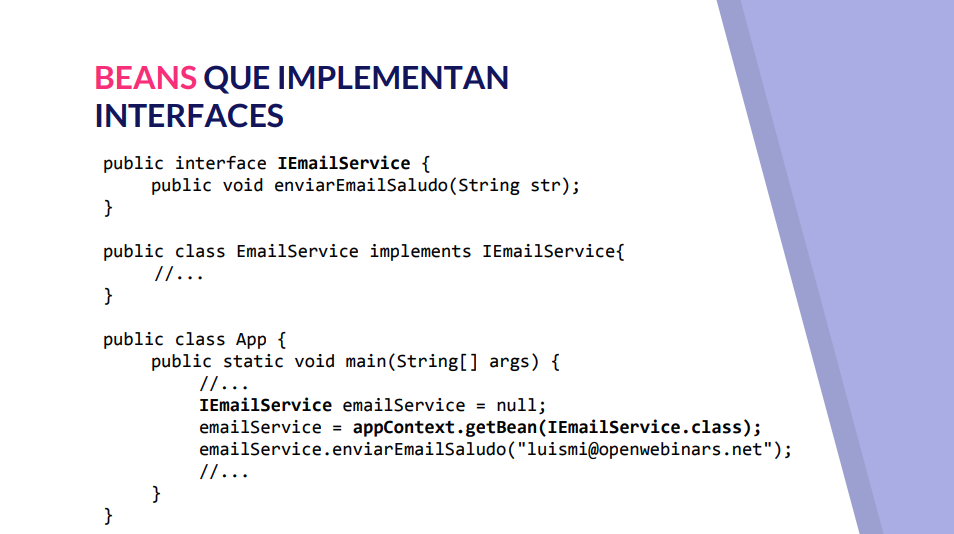 BEANS QUE IMPLEMENTAN
INTERFACES
public interface IEmailService {
public void enviarEmailSaludo(String str);
}
public class EmailService implements IEmailService{
//...
}
public class App {
public static void main(String[] args) {
//...
IEmailService emailService = null;
emailService = appContext.getBean(IEmailService.class);
emailService.enviarEmailSaludo("luismi@openwebinars.net");
//...
}
}